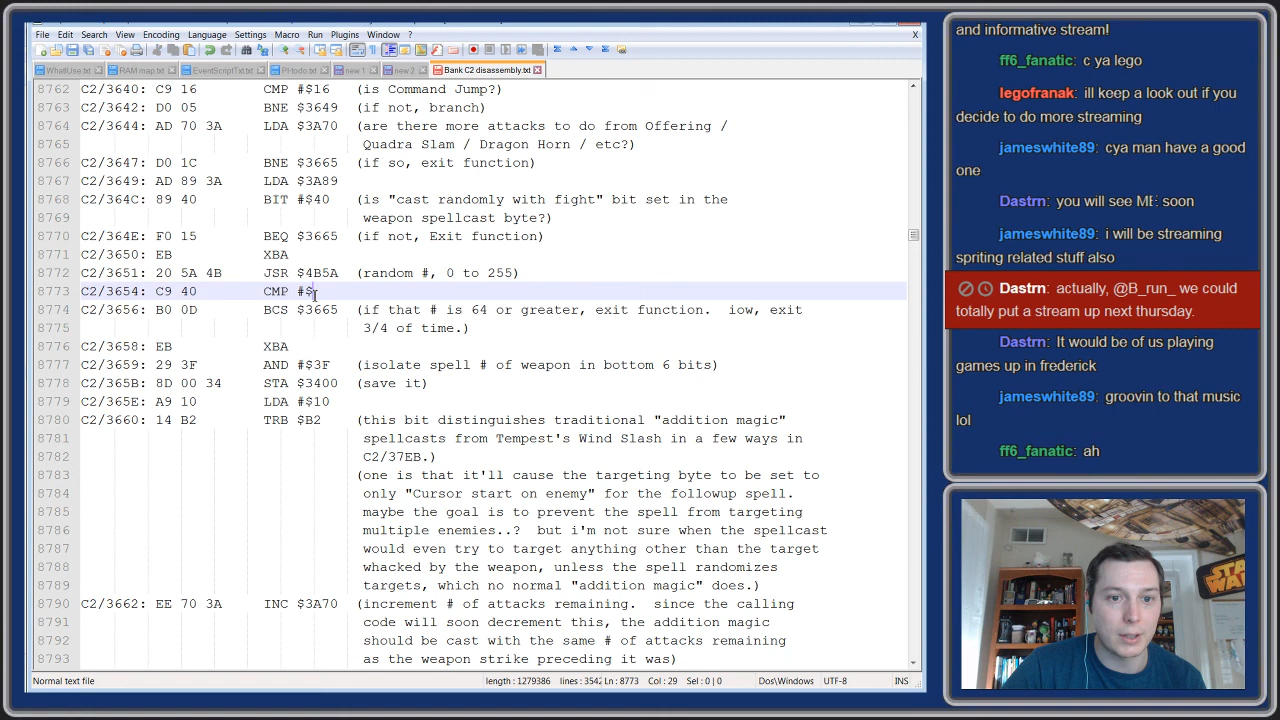 File Edit Search View Encoding Language Settings Macro Run Plugins Window ? X
WhatIUse.txt RAM map.txt EventScriptTxt.txt PHtodo.txt new 1 new 2 Bank C2 disassembly.txt
8762 C2/3640: C9 16 CMP #$16 (is Command Jump?)
8763 C2/3642: D0 05 BNE $3649 (if not, branch)
8764 C2/3644: AD 70 3A LDA $3A70 (are there more attacks to do from Offering /
8765 Quadra Slam / Dragon Horn / etc?)
8766 C2/3647: D0 1C BNE $3665 (if so, exit function)
8767 C2/3649: AD 89 3A LDA $3A89
8768 C2/364C: 89 40 BIT #$40 (is "cast randomly with fight" bit set in the
8769 weapon spellcast byte?)
8770 C2/364E: F0 15 BEQ $3665 (if not, Exit function)
8771 C2/3650: EB XBA
8772 C2/3651: 20 5A 4B JSR $4B5A (random #, 0 to 255)
8773 C2/3654: C9 40 CMP #$
8774 C2/3656: B0 0D BCS $3665 (if that # is 64 or greater, exit function. iow, exit
8775 3/4 of time.)
8776 C2/3658: EB XBA
8777 C2/3659: 29 3F AND #$3F (isolate spell # of weapon in bottom 6 bits)
8778 C2/365B: 8D 00 34 STA $3400 (save it)
8779 C2/365E: A9 10 LDA #$10
8780 C2/3660: 14 B2 TRB $B2 (this bit distinguishes traditional "addition magic"
8781 spellcasts from Tempest's Wind Slash in a few ways in
8782 C2/37EB.)
8783 (one is that it'll cause the targeting byte to be set to
8784 only "Cursor start on enemy" for the followup spell.
8785 maybe the goal is to prevent the spell from targeting
8786 multiple enemies..? but i'm not sure when the spellcast
8787 would even try to target anything other than the target
8788 whacked by the weapon, unless the spell randomizes
8789 targets, which no normal "addition magic" does.)
8790 C2/3662: EE 70 3A INC $3A70 (increment # of attacks remaining. since the calling
8791 code will soon decrement this, the addition magic
8792 should be cast with the same # of attacks remaining
8793 as the weapon strike preceding it was)
Normal text file length : 1279386 lines : 3542 Ln : 8773 Col : 29 Sel : 0 | 0 Dos\Windows UTF-8 INS
and informative stream!
ff6_fanatic: c ya lego
legofranak: ill keep a look out if you
decide to do more streaming
jameswhite89: cya man have a good
one
Dastrn: you will see ME soon
jameswhite89: i will be streaming
spriting related stuff also
Dastrn: actually, @B_run_ we could
totally put a stream up next thursday.
Dastrn: It would be of us playing
games up in frederick
jameswhite89: groovin to that music
lol
ff6_fanatic: ah
STAR
WARS